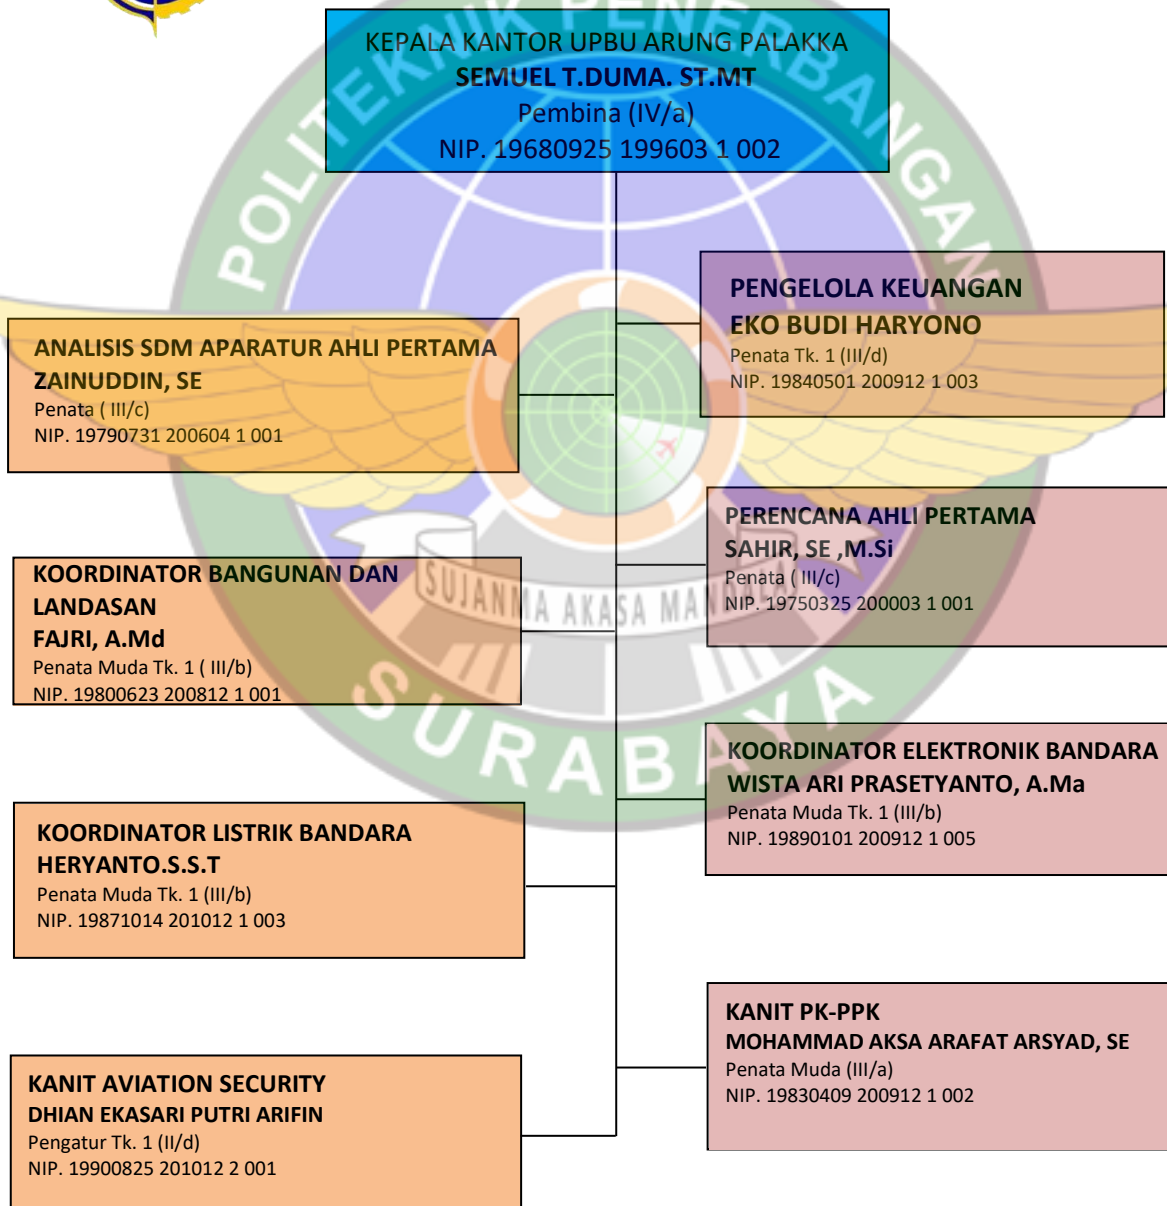 KEPALA KANTOR UPBU ARUNG PALAKKA
SEMUEL T.DUMA. ST.MT
Pembina (IV/a)
NIP. 19680925 199603 1 002
POLITEKNIK PENERBANGAN
PENGELOLA KEUANGAN
EKO BUDI HARYONO
Penata Tk. 1 (III/d)
NIP. 19840501 200912 1 003
ANALISIS SDM APARATUR AHLI PERTAMA
ZAINUDDIN, SE
Penata ( III/c)
NIP. 19790731 200604 1 001
PERENCANA AHLI PERTAMA
SAHIR, SE ,M.Si
Penata ( III/c)
NIP. 19750325 200003 1 001
KOORDINATOR BANGUNAN DAN
LANDASAN
FAJRI, A.Md
Penata Muda Tk. 1 ( III/b)
NIP. 19800623 200812 1 001
SUJANMA AKASA MANDALAJ
SURABAYA
KOORDINATOR ELEKTRONIK BANDARA
WISTA ARI PRASETYANTO, A.Ma
Penata Muda Tk. 1 (III/b)
NIP. 19890101 200912 1 005
KOORDINATOR LISTRIK BANDARA
HERYANTO.S.S.T
Penata Muda Tk. 1 (III/b)
NIP. 19871014 201012 1 003
KANIT PK-PPK
MOHAMMAD AKSA ARAFAT ARSYAD, SE
Penata Muda (III/a)
NIP. 19830409 200912 1 002
KANIT AVIATION SECURITY
DHIAN EKASARI PUTRI ARIFIN
Pengatur Tk. 1 (II/d)
NIP. 19900825 201012 2 001